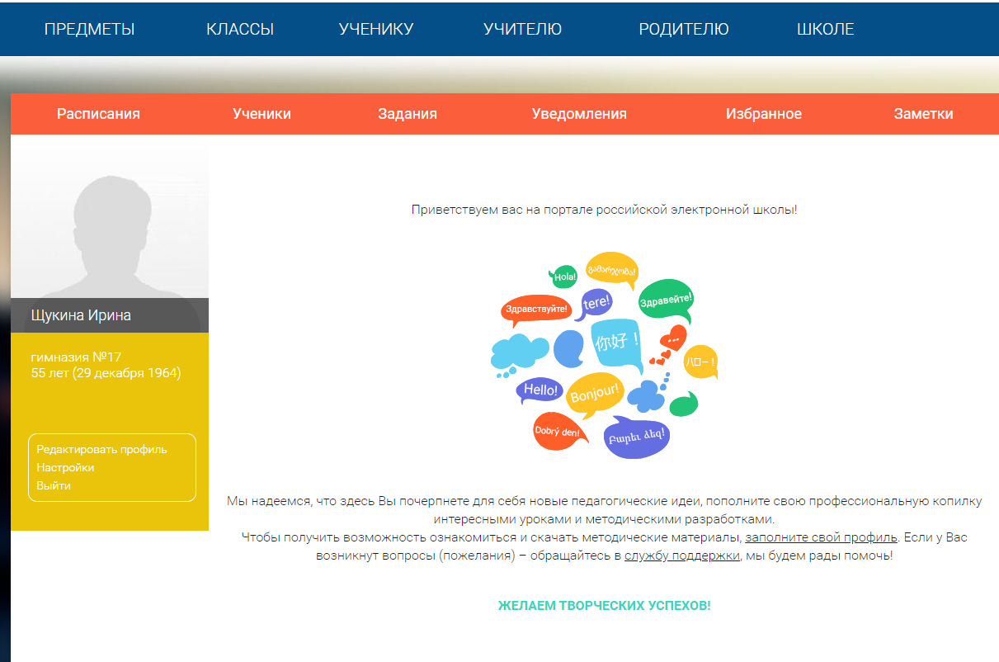 ПРЕДМЕТЫ КЛАССЫ УЧЕНИКУ УЧИТЕЛЮ РОДИТЕЛЮ ШКОЛЕ
Расписания Ученики Задания Уведомления Избранное Заметки
Приветствуем вас на портале российской электронной школы!
Hola!
გამარჯობა!
Здравствуйте!
tere!
Здравейте!
你好！
ハロー！
Hello!
Bonjour!
Dobrý den!
Բարեւ ձեզ!
Щукина Ирина
гимназия №17
55 лет (29 декабря 1964)
Редактировать профиль
Настройки
Выйти
Мы надеемся, что здесь Вы почерпнете для себя новые педагогические идеи, пополните свою профессиональную копилку
интересными уроками и методическими разработками.
Чтобы получить возможность ознакомиться и скачать методические материалы, заполните свой профиль. Если у Вас
возникнут вопросы (пожелания) – обращайтесь в службу поддержки, мы будем рады помочь!
ЖЕЛАЕМ ТВОРЧЕСКИХ УСПЕХОВ!